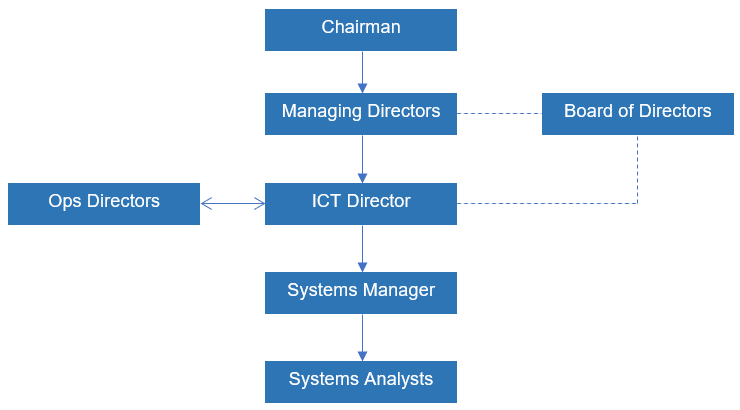 Chairman
Managing Directors
Board of Directors
Ops Directors
ICT Director
Systems Manager
Systems Analysts